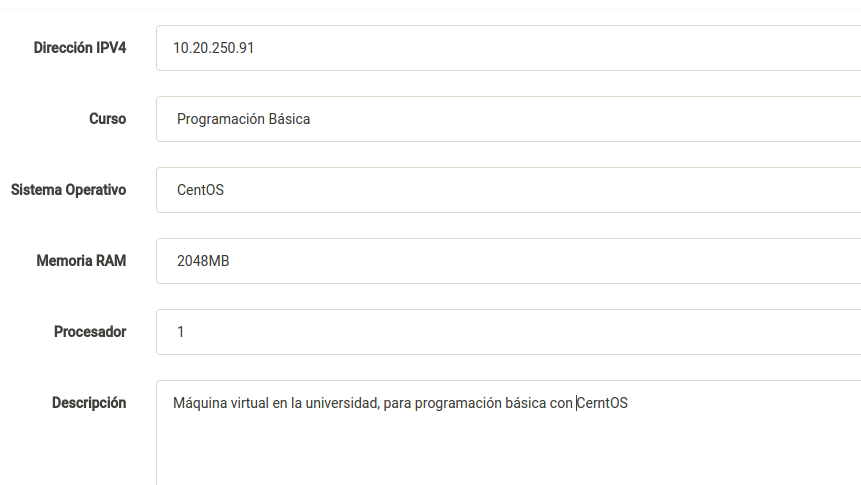 Dirección IPV4 10.20.250.91
Curso Programación Básica
Sistema Operativo CentOS
Memoria RAM 2048MB
Procesador 1
Descripción Máquina virtual en la universidad, para programación básica con CerntOS